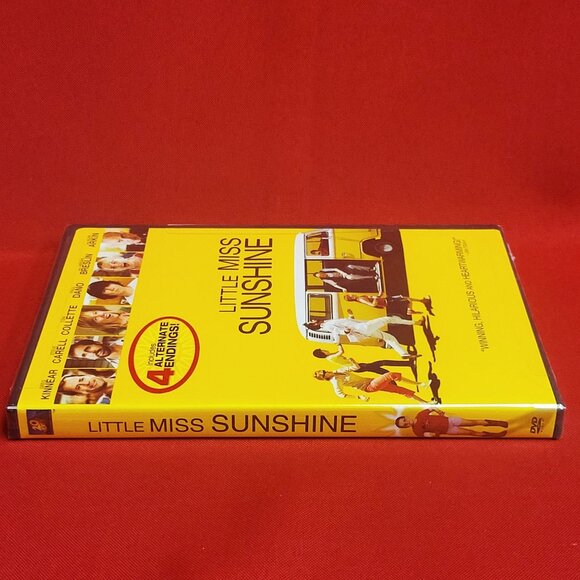 KINNEAR CARELL COLLETTE DANO BRESLIN ARKIN
includes
4 ALTERNATE
ENDINGS!
LITTLE MISS
SUNSHINE
"WINNING, HILARIOUS AND HEARTWARMING!"
LITTLE MISS SUNSHINE
DVD